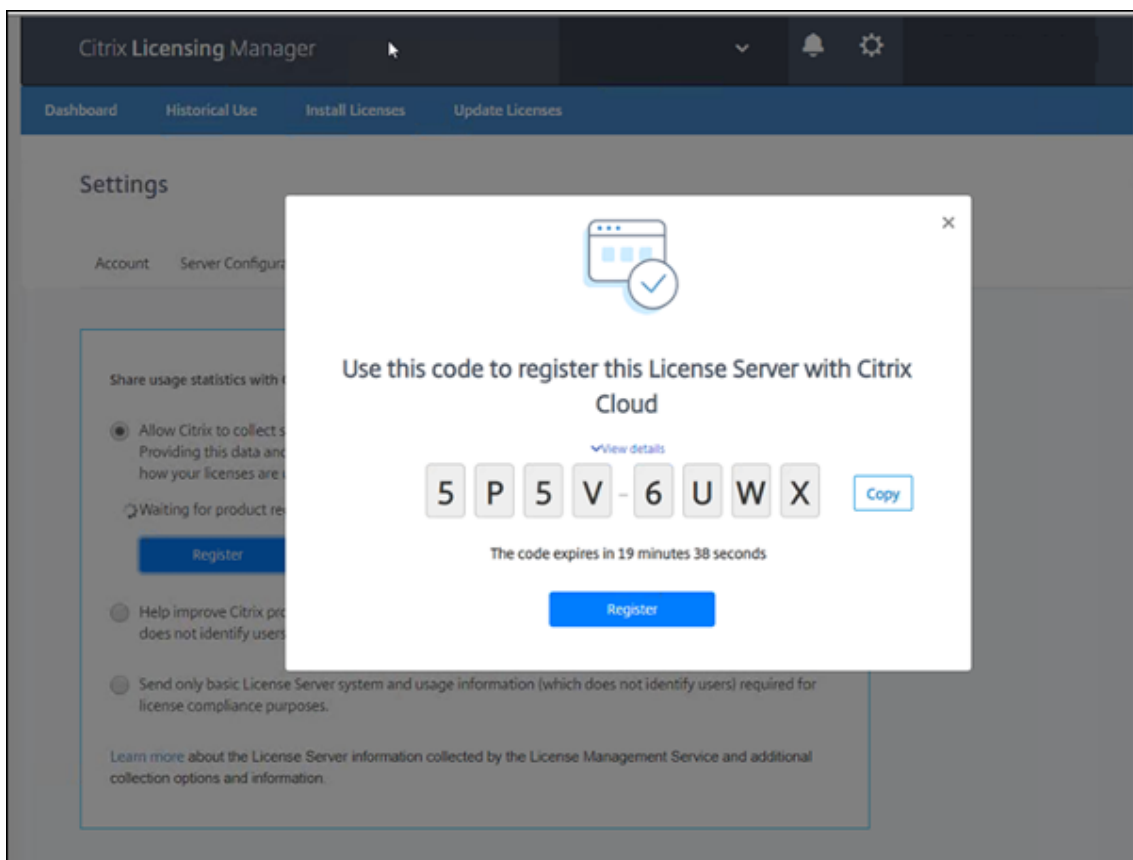 Citrix Licensing Manager
Dashboard Historical Use Install Licenses Update Licenses
Settings
Account Server
Use this code to register this License Server with Citrix
Cloud
View details
5 P 5 V - 6 U W X
Copy
The code expires in 19 minutes 38 seconds
Register
Share usage statistics with
Allow Citrix to collect
Providing this data and
how your licenses are
Waiting for product
Register
Help improve Citrix
does not identify users
Send only basic License Server system and usage information (which does not identify users) required for
license compliance purposes.
Learn more about the License Server information collected by the License Management Service and additional
collection options and information.